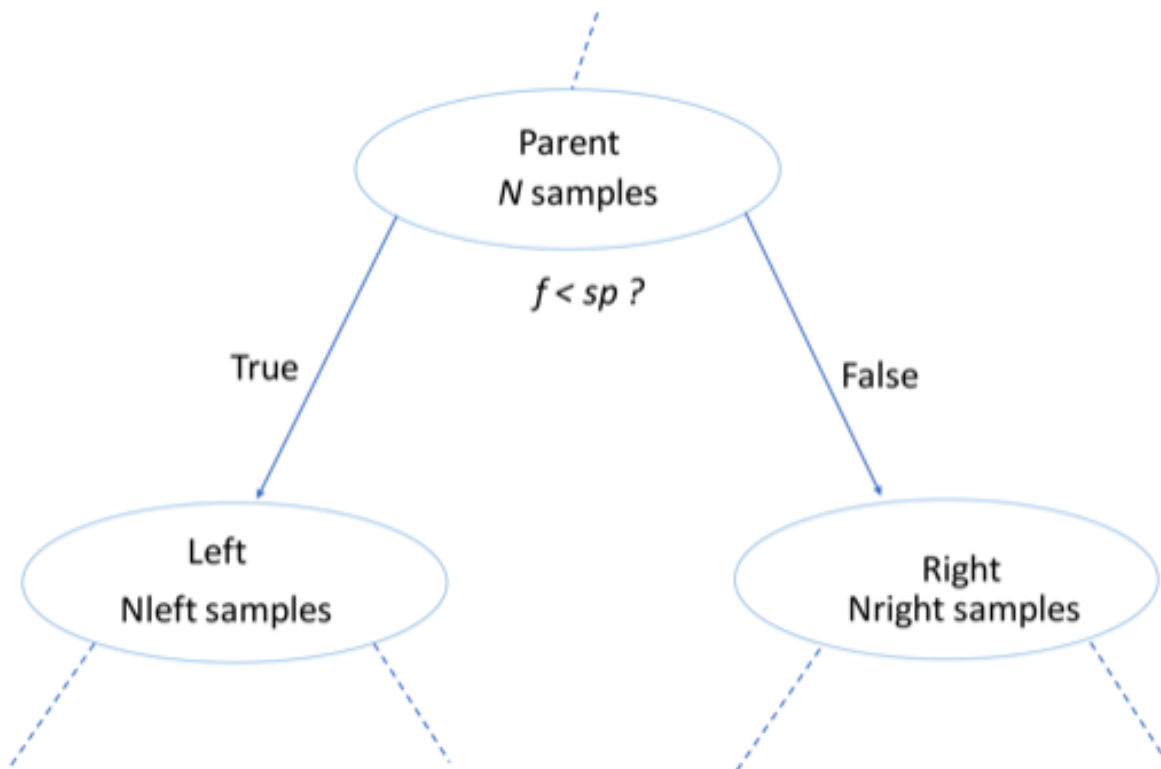 Parent
N samples
f < sp ?
True
False
Left
Nleft samples
Right
Nright samples